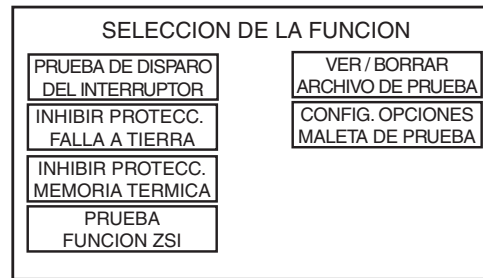 SELECCION DE LA FUNCION
PRUEBA DE DISPARO
DEL INTERRUPTOR
INHIBIR PROTECC.
FALLA A TIERRA
INHIBIR PROTECC.
MEMORIA TERMICA
PRUEBA
FUNCION ZSI
VER / BORRAR
ARCHIVO DE PRUEBA
CONFIG. OPCIONES
MALETA DE PRUEBA